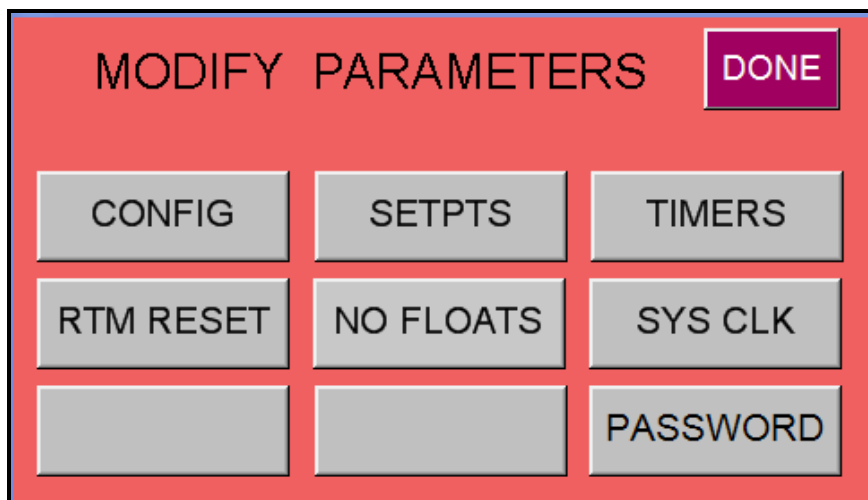 MODIFY PARAMETERS
DONE
CONFIG
SETPTS
TIMERS
RTM RESET
NO FLOATS
SYS CLK
PASSWORD